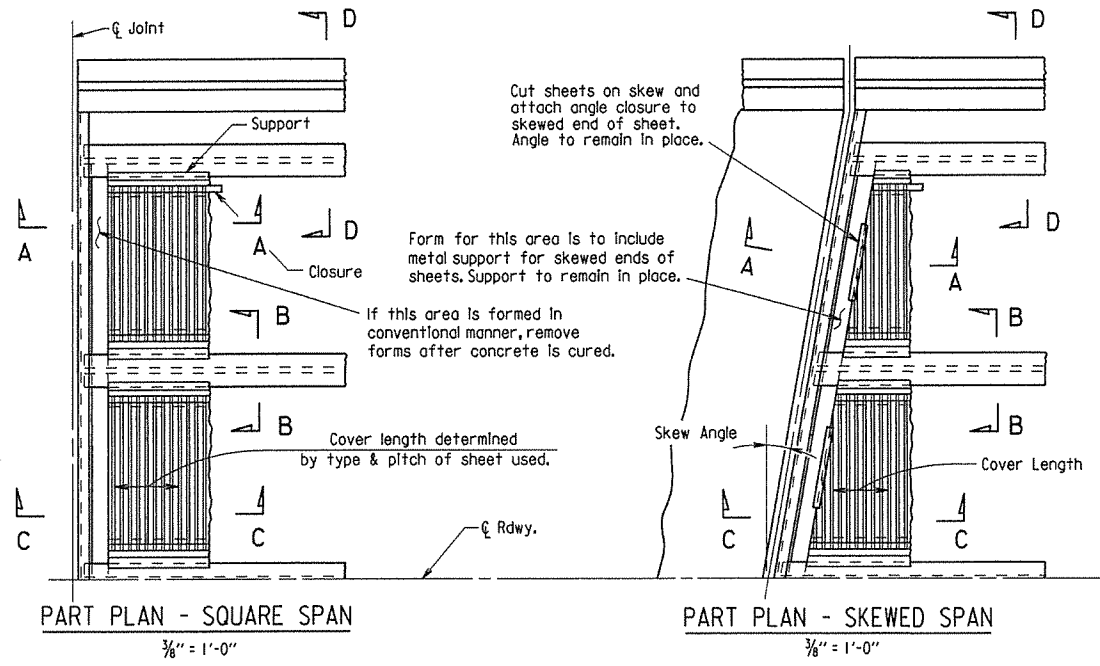 ℄ Joint
D
Support
A
A
D
Closure
If this area is formed in
conventional manner, remove
forms after concrete is cured.
B
B
Cover length determined
by type & pitch of sheet used.
C
C
℄ Rdwy.
PART PLAN - SQUARE SPAN
⅜" = 1'-0"
D
Cut sheets on skew and
attach angle closure to
skewed end of sheet.
Angle to remain in place.
D
Form for this area is to include
metal support for skewed ends of
sheets. Support to remain in place.
A
A
B
B
Skew Angle
Cover Length
C
C
PART PLAN - SKEWED SPAN
⅜" = 1'-0"